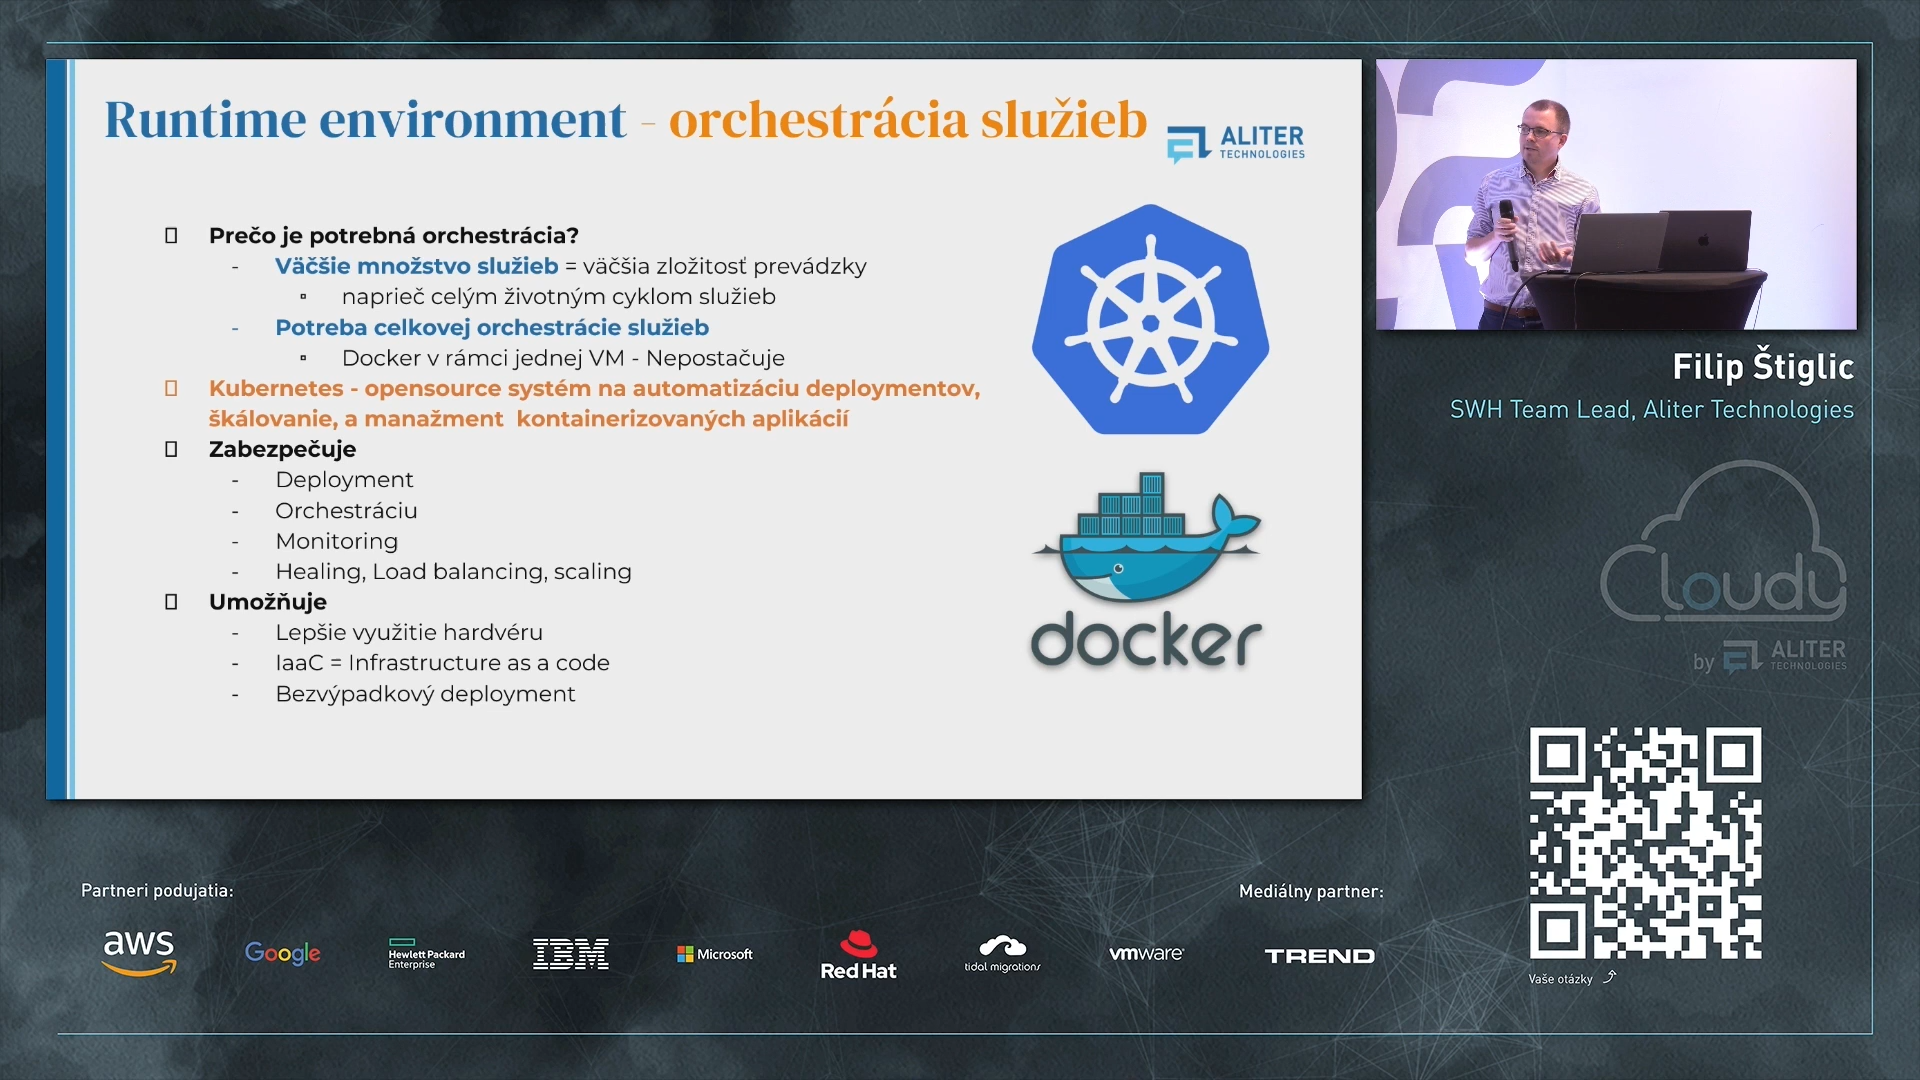 Runtime environment - orchestrácia služieb
ALITER
TECHNOLOGIES
Prečo je potrebná orchestrácia?
- Väčšie množstvo služieb = väčšia zložitosť prevádzky
naprieč celým životným cyklom služieb
- Potreba celkovej orchestrácie služieb
Docker v rámci jednej VM - Nepostačuje
Kubernetes - opensource systém na automatizáciu deploymentov,
škálovanie, a manažment kontainerizovaných aplikácií
Zabezpečuje
- Deployment
- Orchestráciu
- Monitoring
- Healing, Load balancing, scaling
Umožňuje
- Lepšie využitie hardvéru
- IaaC = Infrastructure as a code
- Bezvýpadkový deployment
docker
Filip Štiglic
SWH Team Lead, Aliter Technologies
Cloudy
by ALITER
TECHNOLOGIES
Vaše otázky
Partneri podujatia:
aws
Google
Hewlett Packard
Enterprise
IBM
Microsoft
Red Hat
tidal migrations
vmware
Mediálny partner:
TREND